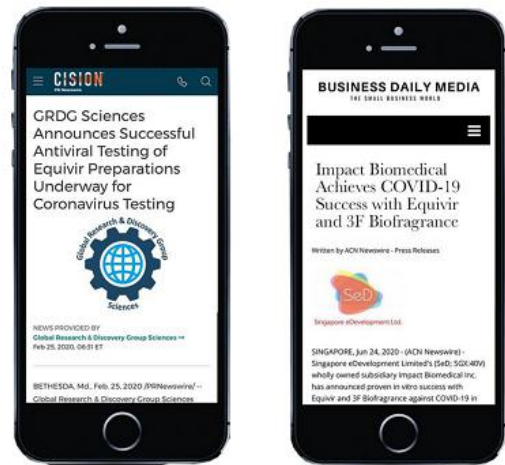 CISION
PR Newswire
GRDG Sciences
Announces Successful
Antiviral Testing of
Equivir Preparations
Underway for
Coronavirus Testing
Global Research & Discovery Group
Sciences
NEWS PROVIDED BY
Global Research & Discovery Group Sciences →
Feb 25, 2020, 06:31 ET
BETHESDA, Md., Feb. 25, 2020 /PRNewswire/ --
Global Research & Discovery Group Sciences
BUSINESS DAILY MEDIA
THE SMALL BUSINESS WORLD
Impact Biomedical
Achieves COVID-19
Success with Equivir
and 3F Biofragrance
Written by ACN Newswire - Press Releases
SeD
Singapore eDevelopment Ltd.
SINGAPORE, Jun 24, 2020 - (ACN Newswire) -
Singapore eDevelopment Limited's (SeD; SGX:40V)
wholly owned subsidiary Impact Biomedical Inc.
has announced proven in vitro success with
Equivir and 3F Biofragrance against COVID-19 in